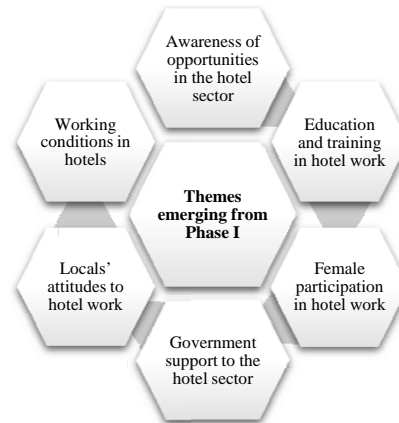 Awareness of
opportunities
in the hotel
sector
Working
conditions in
hotels
Education
and training
in hotel work
Themes
emerging from
Phase I
Locals’
attitudes to
hotel work
Female
participation
in hotel work
Government
support to the
hotel sector